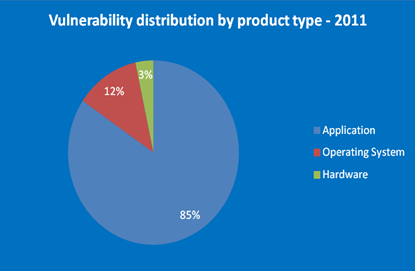 Vulnerability distribution by product type - 2011
3%
12%
85%
Application
Operating System
Hardware